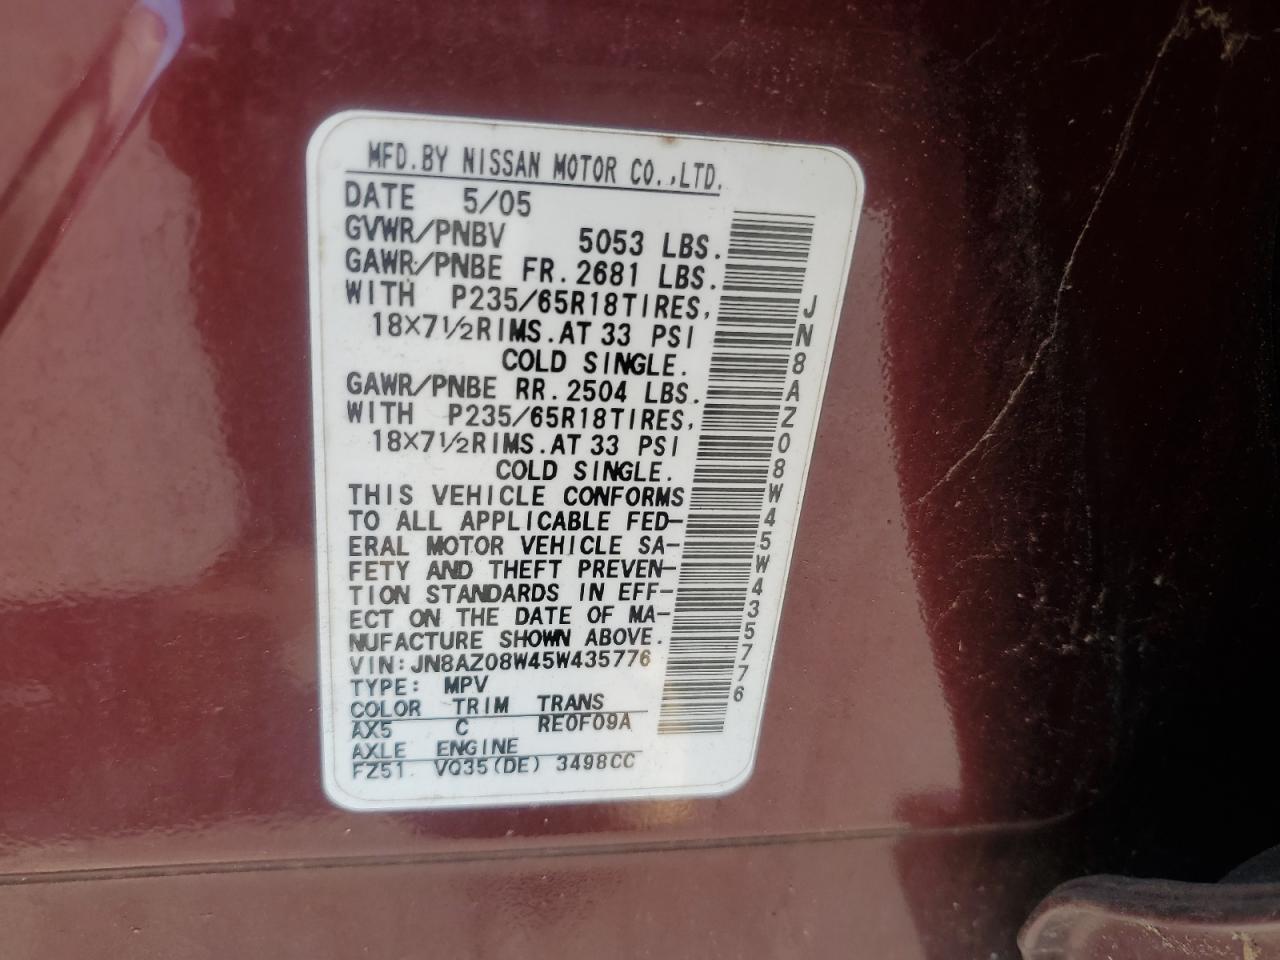 MFD.BY NISSAN MOTOR CO.,LTD.
DATE 5/05
GVWR/PNBV 5053 LBS.
GAWR/PNBE FR.2681 LBS.
WITH P235/65R18TIRES,
18×7½RIMS.AT 33 PSI
COLD SINGLE.
GAWR/PNBE RR.2504 LBS.
WITH P235/65R18TIRES,
18×7½RIMS.AT 33 PSI
COLD SINGLE.
THIS VEHICLE CONFORMS
TO ALL APPLICABLE FED-
ERAL MOTOR VEHICLE SA-
FETY AND THEFT PREVEN-
TION STANDARDS IN EFF-
ECT ON THE DATE OF MA-
NUFACTURE SHOWN ABOVE.
VIN:JN8AZ08W45W435776
TYPE: MPV
COLOR TRIM TRANS
AX5 C RE0F09A
AXLE ENGINE
FZ51 VQ35(DE) 3498CC
JN8AZ08W45W435776